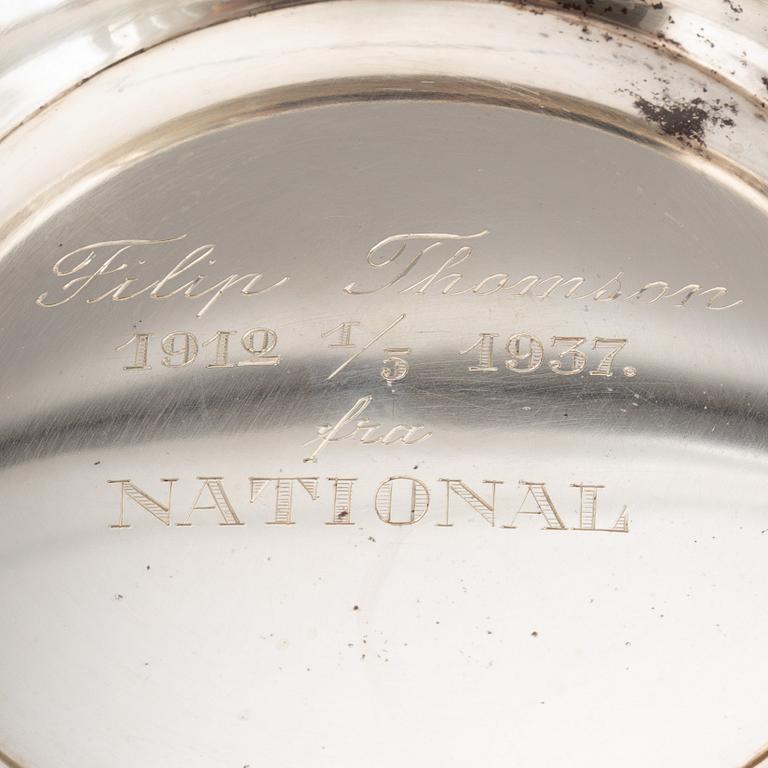 Filip Thomson
1912 1/5 1937.
fra
NATIONAL